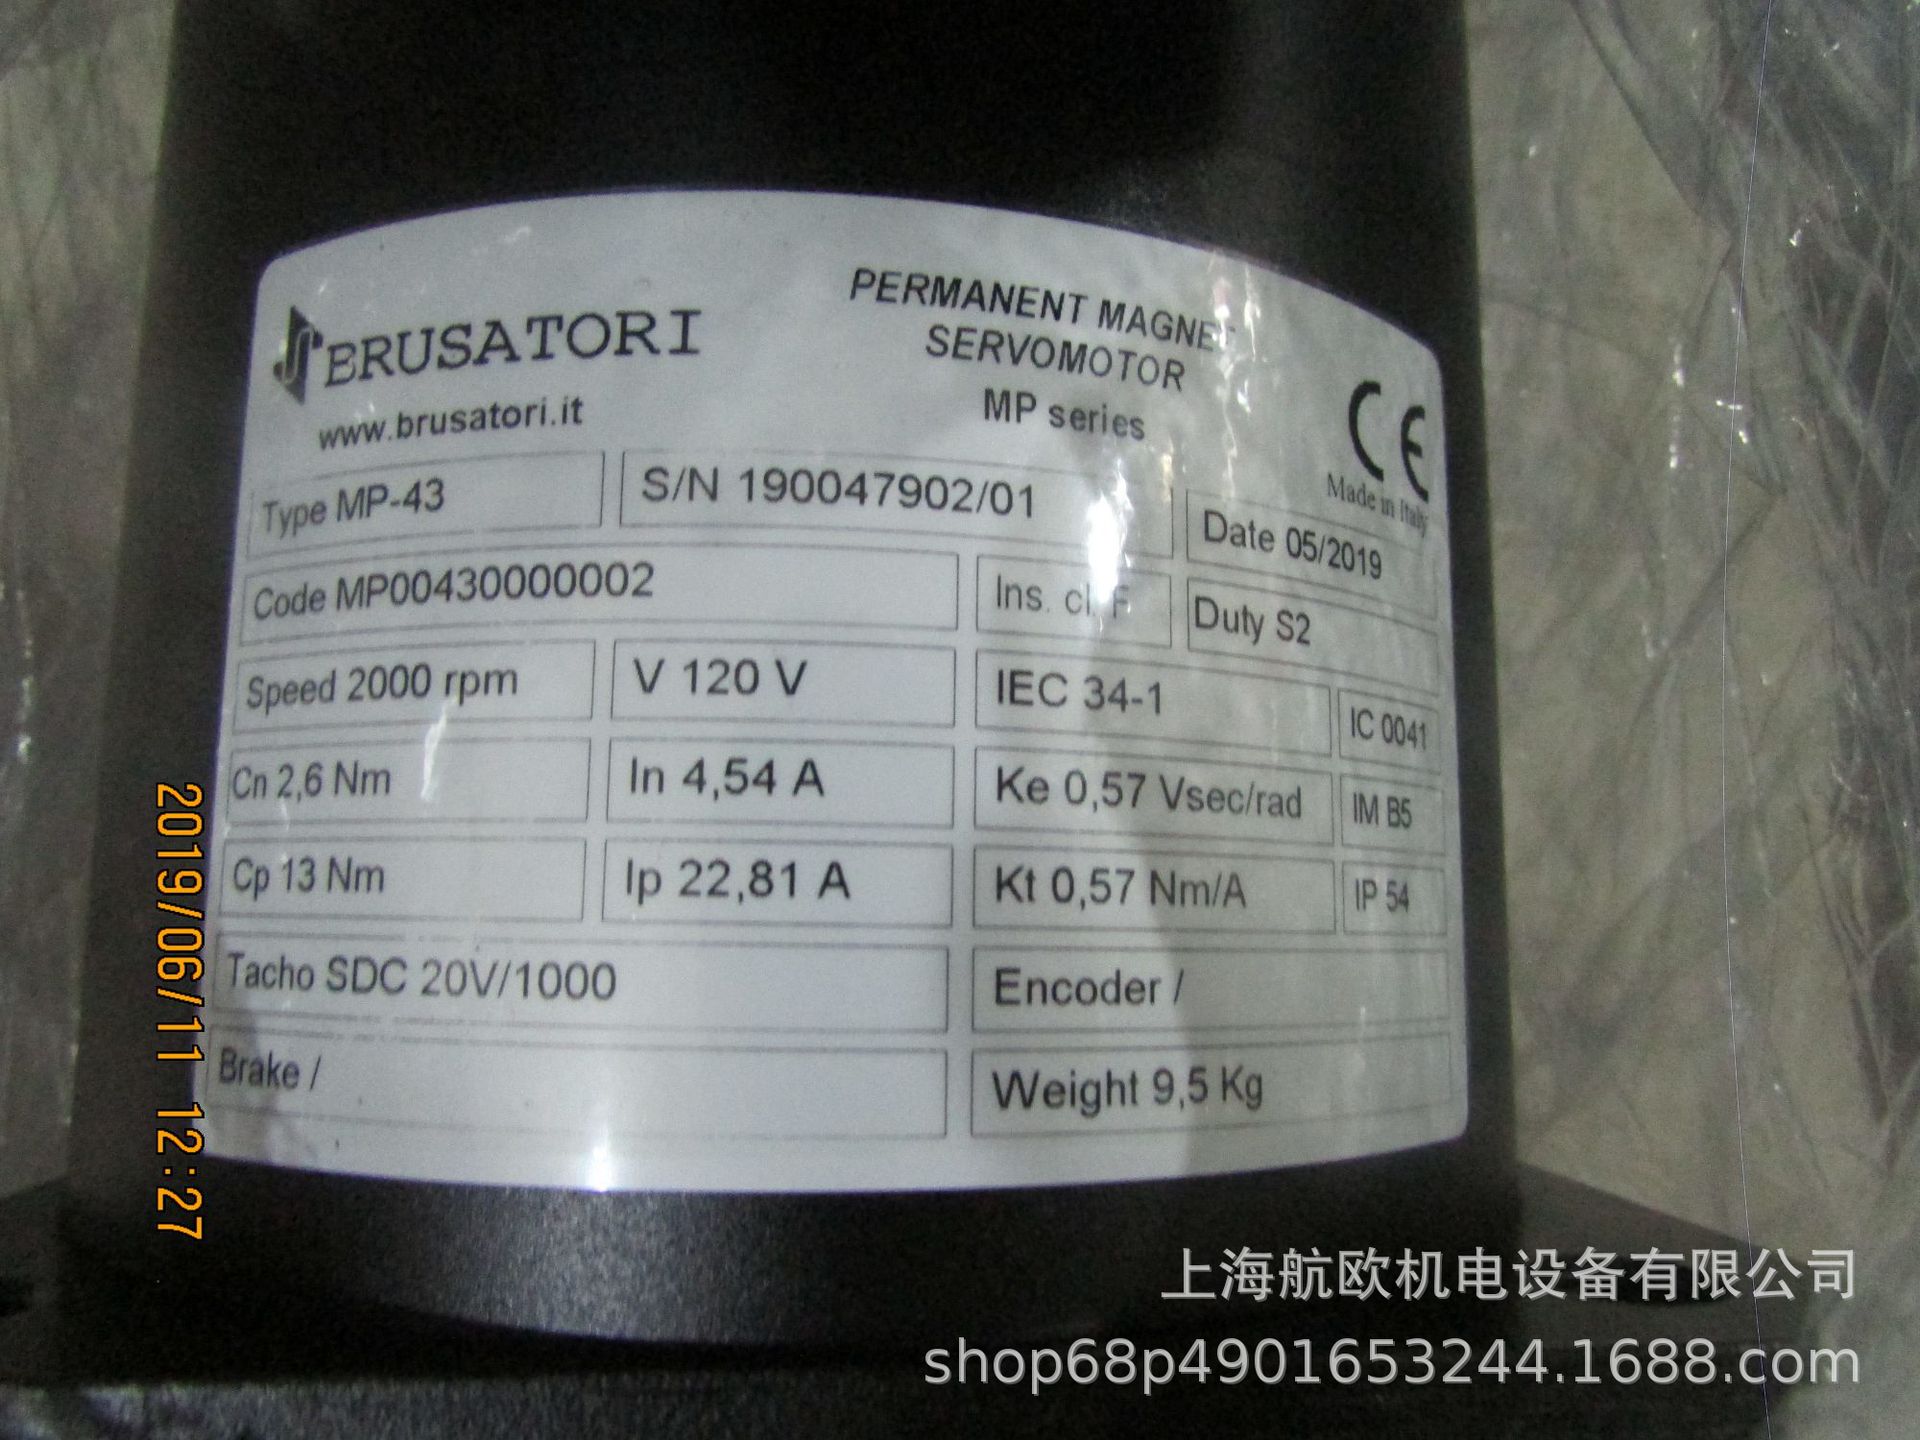 BRUSATORI
www.brusatori.it
PERMANENT MAGNET
SERVOMOTOR
MP series
CE
Made in Italy
Type MP-43
S/N 190047902/01
Date 05/2019
Code MP00430000002
Ins. cl. F
Duty S2
Speed 2000 rpm
V 120 V
IEC 34-1
IC 0041
Cn 2,6 Nm
In 4,54 A
Ke 0,57 Vsec/rad
IM B5
Cp 13 Nm
Ip 22,81 A
Kt 0,57 Nm/A
IP 54
Tacho SDC 20V/1000
Encoder /
Brake /
Weight 9,5 Kg
2019/06/11 12:27
上海航欧机电设备有限公司
shop68p4901653244.1688.com